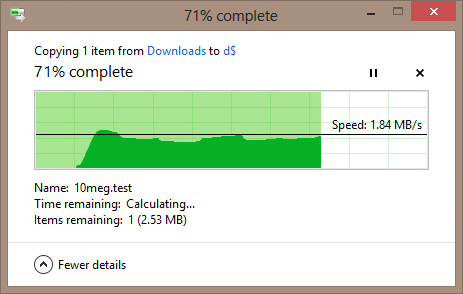 71% complete
Copying 1 item from Downloads to d$
71% complete
Speed: 1.84 MB/s
Name: 10meg.test
Time remaining: Calculating...
Items remaining: 1 (2.53 MB)
Fewer details